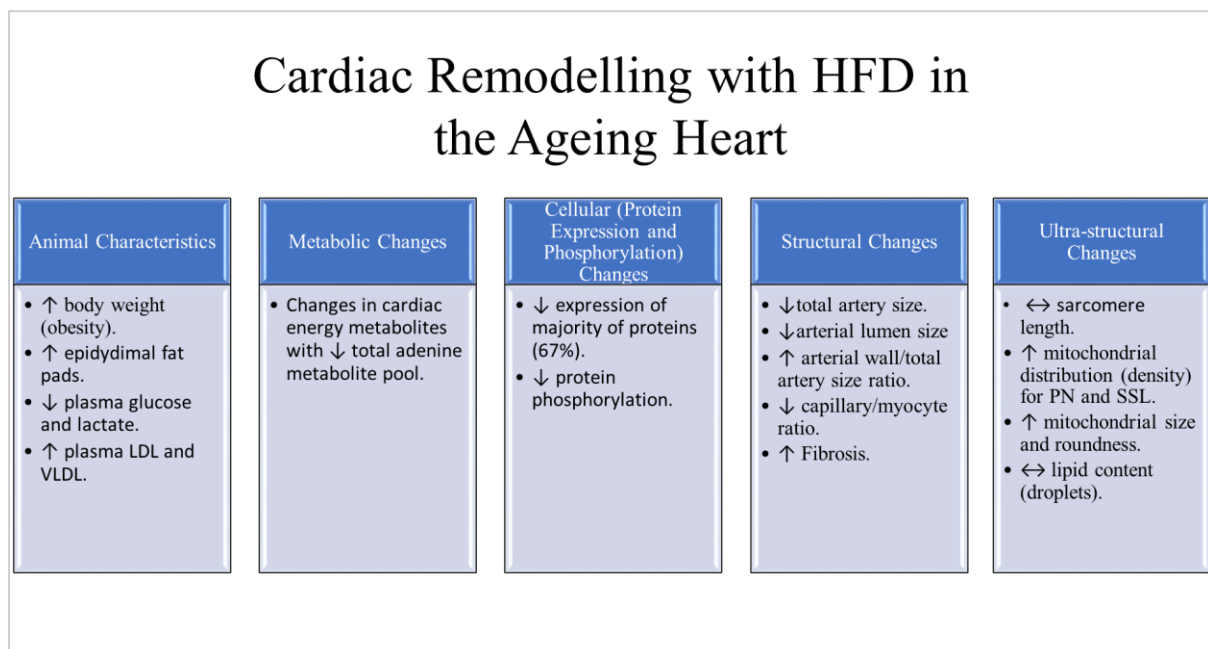 Cardiac Remodelling with HFD in
the Ageing Heart
Animal Characteristics
• ↑ body weight
(obesity).
• ↑ epidydimal fat
pads.
• ↓ plasma glucose
and lactate.
• ↑ plasma LDL and
VLDL.
Metabolic Changes
• Changes in cardiac
energy metabolites
with ↓ total adenine
metabolite pool.
Cellular (Protein
Expression and
Phosphorylation)
Changes
• ↓ expression of
majority of proteins
(67%).
• ↓ protein
phosphorylation.
Structural Changes
• ↓total artery size.
• ↓arterial lumen size
• ↑ arterial wall/total
artery size ratio.
• ↓ capillary/myocyte
ratio.
• ↑ Fibrosis.
Ultra-structural
Changes
• ↔ sarcomere
length.
• ↑ mitochondrial
distribution (density)
for PN and SSL.
• ↑ mitochondrial size
and roundness.
• ↔ lipid content
(droplets).